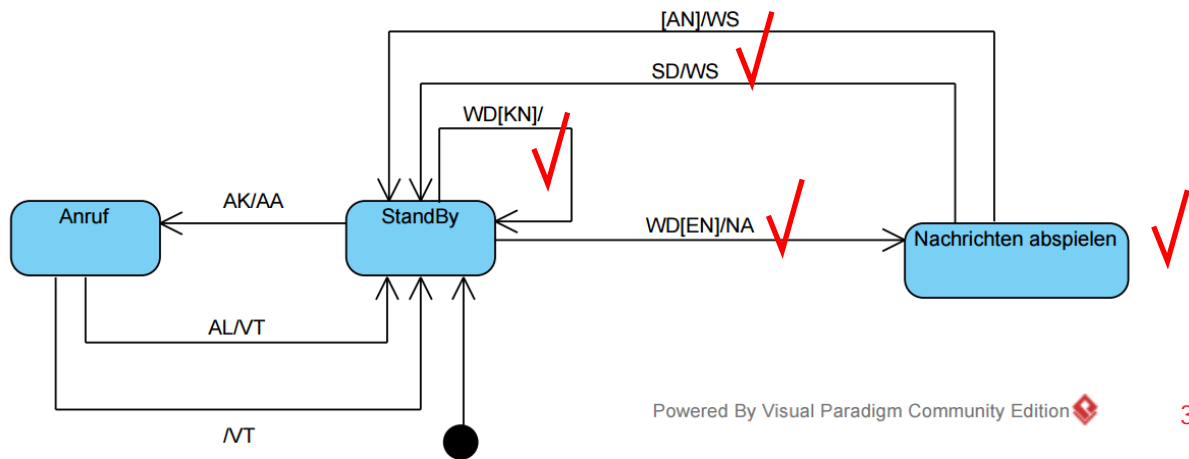 [AN]/WS
SD/WS
WD[KN]/
Anruf
AK/AA
StandBy
WD[EN]/NA
Nachrichten abspielen
AL/VT
/VT
Powered By Visual Paradigm Community Edition
3